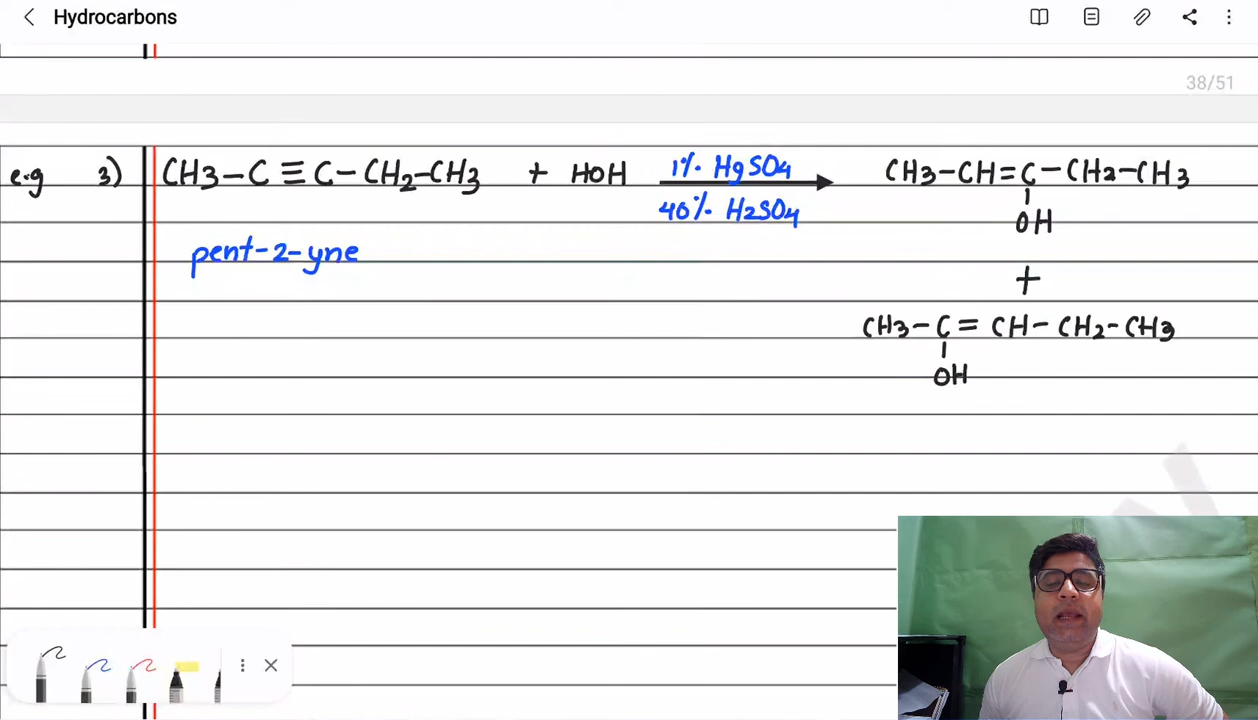 Hydrocarbons
38/51
e.g 3) CH3-C≡C-CH2-CH3 + HOH 1% HgSO4 CH3-CH=C-CH2-CH3
40% H2SO4
OH
pent-2-yne
+
CH3-C=CH-CH2-CH3
OH